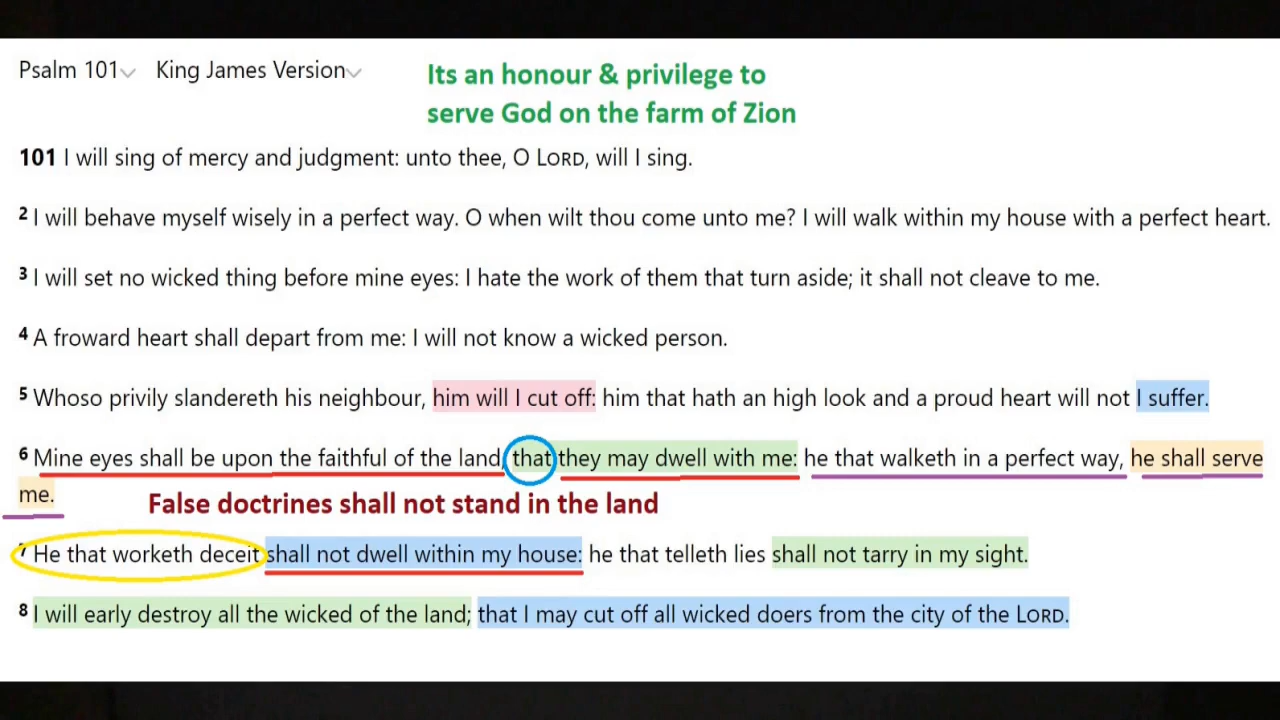 Psalm 101 King James Version
Its an honour & privilege to
serve God on the farm of Zion
101 I will sing of mercy and judgment: unto thee, O LORD, will I sing.
2 I will behave myself wisely in a perfect way. O when wilt thou come unto me? I will walk within my house with a perfect heart.
3 I will set no wicked thing before mine eyes: I hate the work of them that turn aside; it shall not cleave to me.
4 A froward heart shall depart from me: I will not know a wicked person.
5 Whoso privily slandereth his neighbour, him will I cut off: him that hath an high look and a proud heart will not I suffer.
6 Mine eyes shall be upon the faithful of the land, that they may dwell with me: he that walketh in a perfect way, he shall serve
me.
False doctrines shall not stand in the land
7 He that worketh deceit shall not dwell within my house: he that telleth lies shall not tarry in my sight.
8 I will early destroy all the wicked of the land; that I may cut off all wicked doers from the city of the LORD.